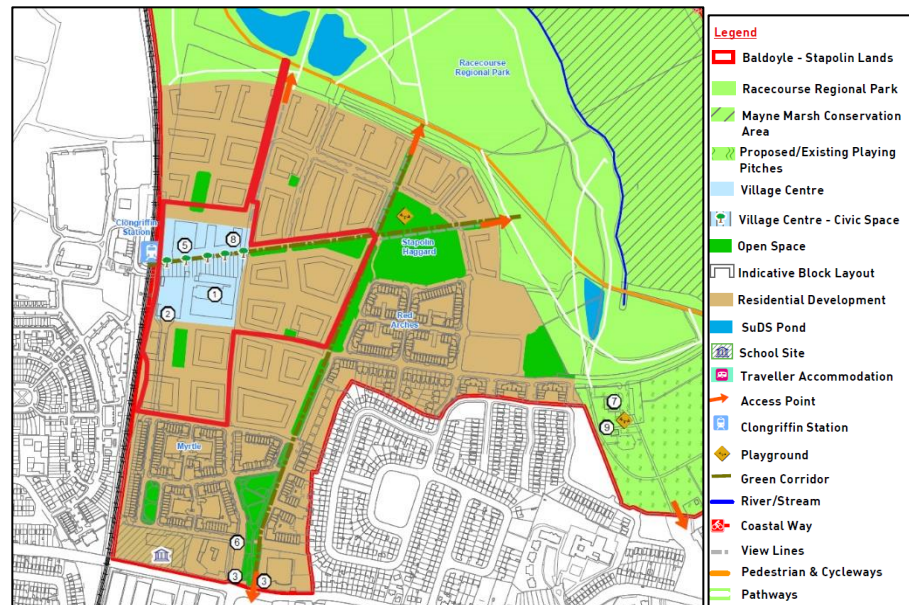 Racecourse
Regional Park
Clongriffin
Station
5
8
1
2
Stapolin
Haggard
Red
Arches
7
9
Myrtle
6
3
3
Legend
Baldoyle - Stapolin Lands
Racecourse Regional Park
Mayne Marsh Conservation
Area
Proposed/Existing Playing
Pitches
Village Centre
Village Centre - Civic Space
Open Space
Indicative Block Layout
Residential Development
SuDS Pond
School Site
Traveller Accommodation
Access Point
Clongriffin Station
Playground
Green Corridor
River/Stream
Coastal Way
View Lines
Pedestrian & Cycleways
Pathways